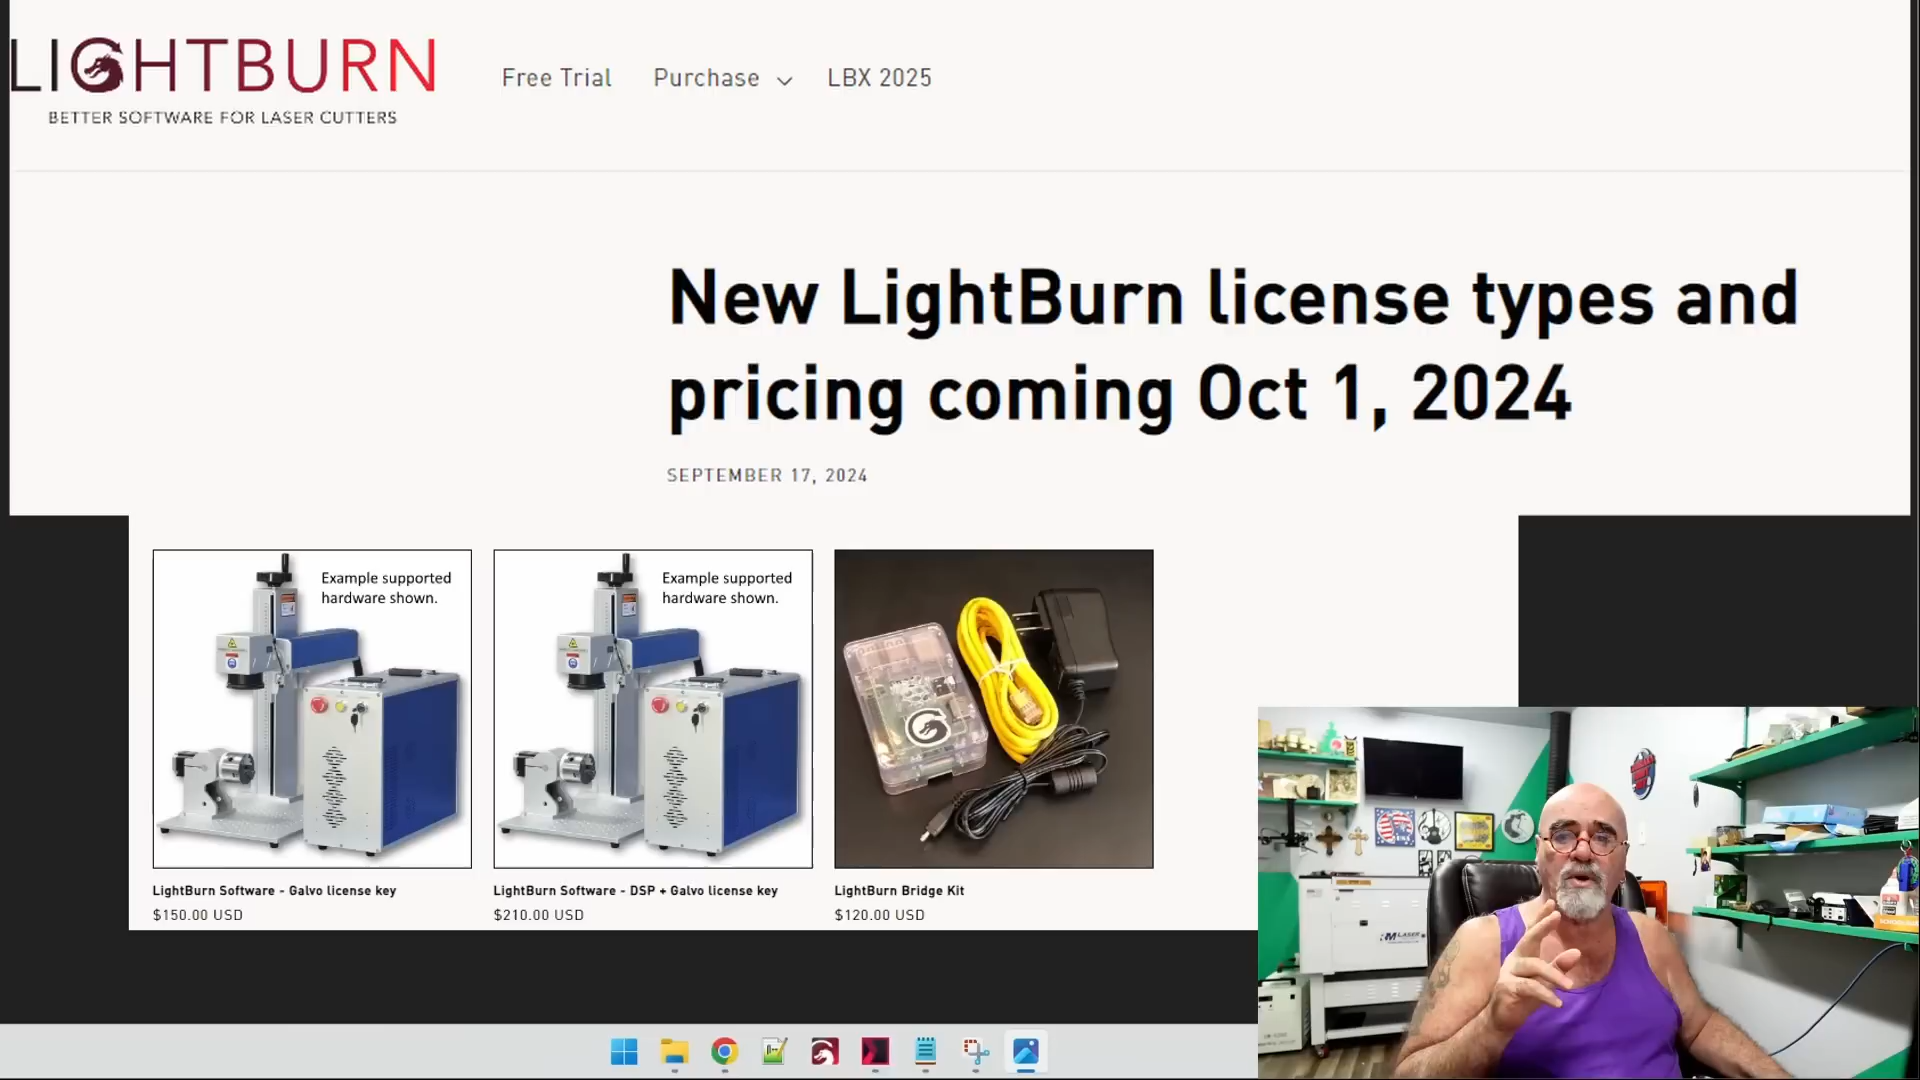 LIGHTBURN
BETTER SOFTWARE FOR LASER CUTTERS
Free Trial
Purchase
LBX 2025
New LightBurn license types and
pricing coming Oct 1, 2024
SEPTEMBER 17, 2024
Example supported
hardware shown.
Example supported
hardware shown.
LightBurn Software - Galvo license key
$150.00 USD
LightBurn Software - DSP + Galvo license key
$210.00 USD
LightBurn Bridge Kit
$120.00 USD